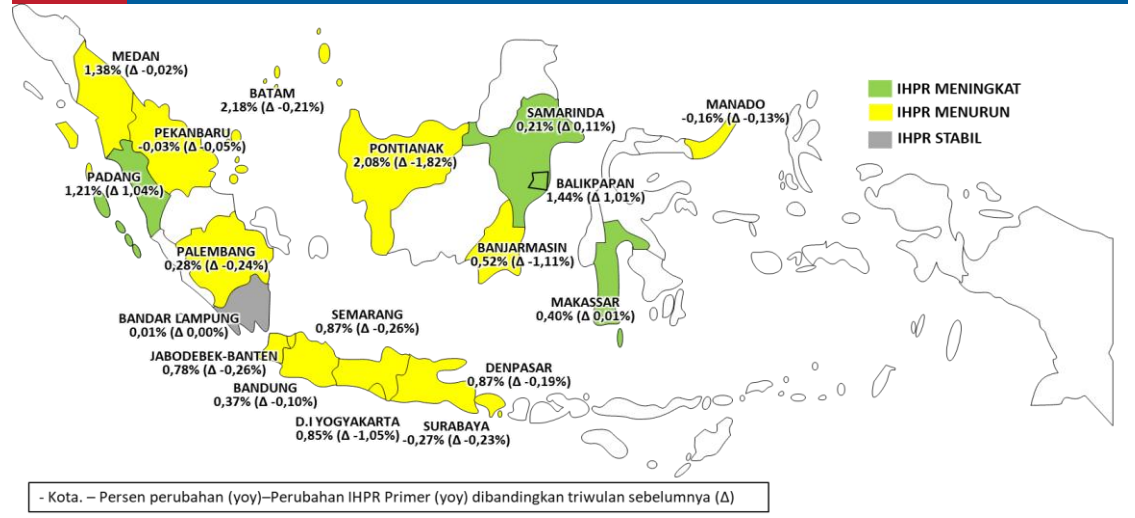 MEDAN
1,38% (Δ -0,02%)
BATAM
2,18% (Δ -0,21%)
PEKANBARU
-0,03% (Δ -0,05%)
PADANG
1,21% (Δ 1,04%)
PALEMBANG
0,28% (Δ -0,24%)
BANDAR LAMPUNG
0,01% (Δ 0,00%)
JABODEBEK-BANTEN
0,78% (Δ -0,26%)
BANDUNG
0,37% (Δ -0,10%)
SEMARANG
0,87% (Δ -0,26%)
D.I YOGYAKARTA
0,85% (Δ -1,05%)
SURABAYA
-0,27% (Δ -0,23%)
DENPASAR
0,87% (Δ -0,19%)
PONTIANAK
2,08% (Δ -1,82%)
SAMARINDA
0,21% (Δ 0,11%)
BALIKPAPAN
1,44% (Δ 1,01%)
BANJARMASIN
0,52% (Δ -1,11%)
MAKASSAR
0,40% (Δ 0,01%)
MANADO
-0,16% (Δ -0,13%)
IHPR MENINGKAT
IHPR MENURUN
IHPR STABIL
- Kota. – Persen perubahan (yoy)–Perubahan IHPR Primer (yoy) dibandingkan triwulan sebelumnya (Δ)